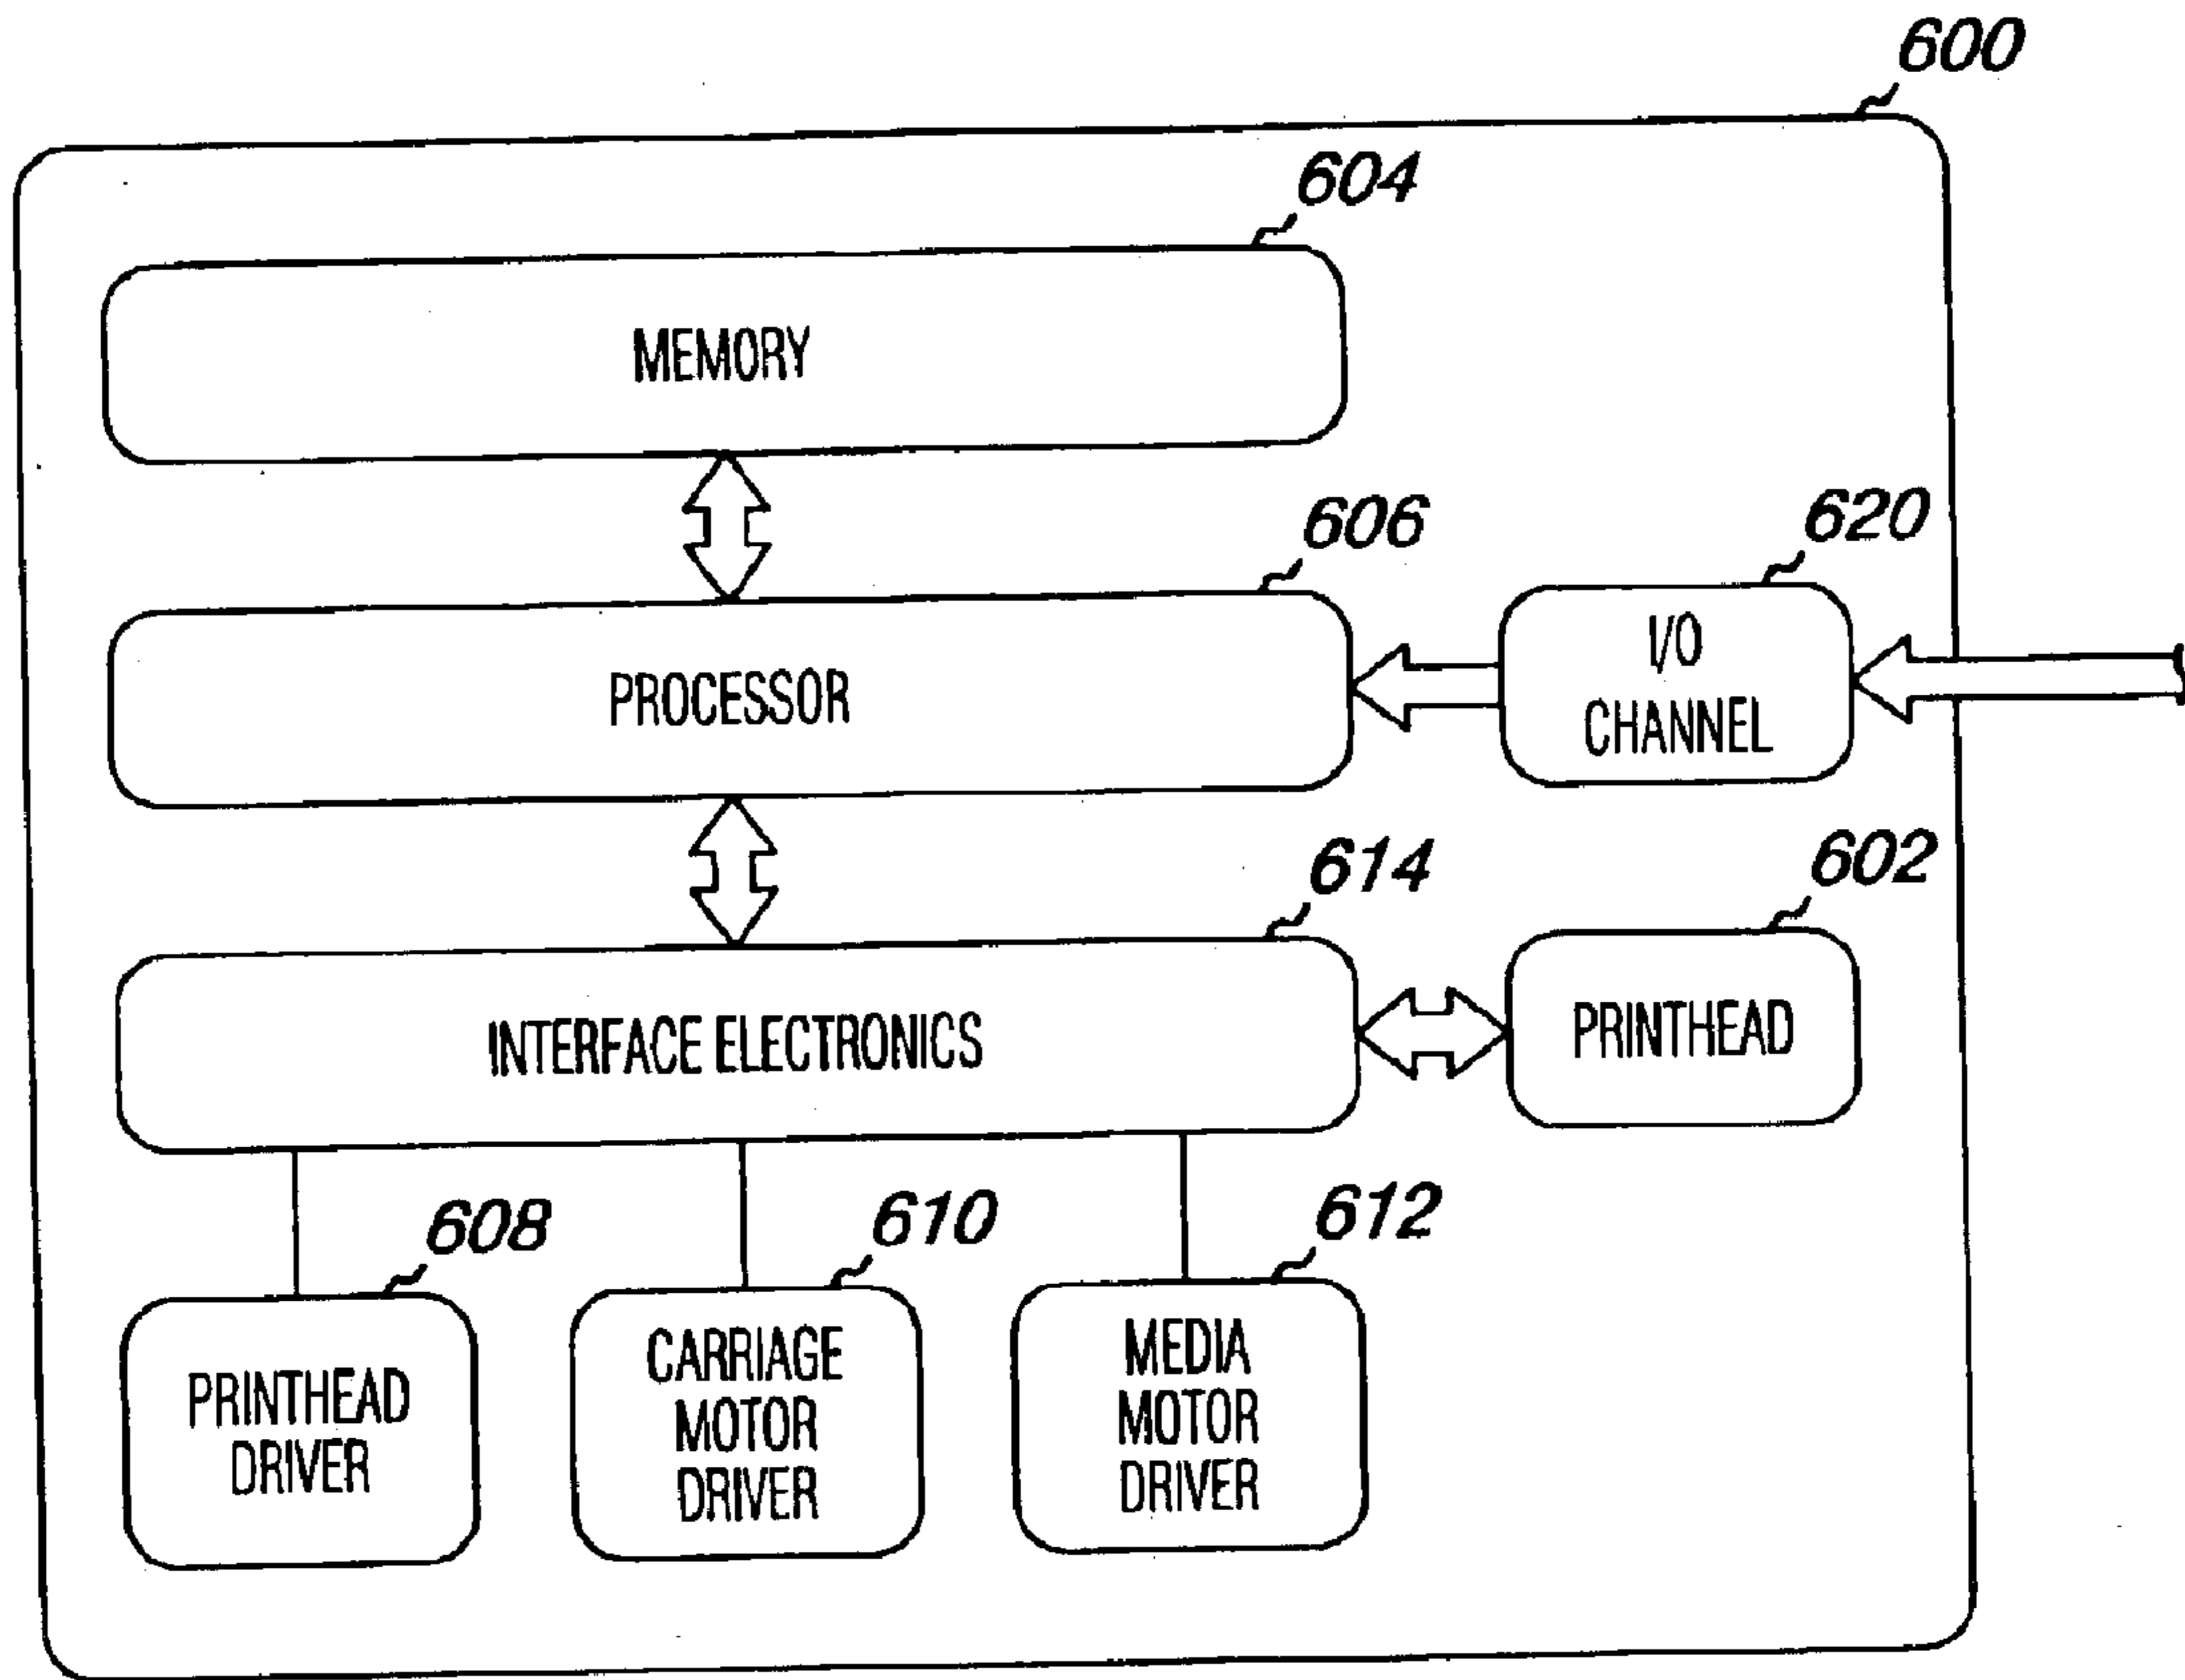 600
604
MEMORY
606
620
PROCESSOR
I/O
CHANNEL
614
602
INTERFACE ELECTRONICS
PRINTHEAD
608
610
612
PRINTHEAD
DRIVER
CARRIAGE
MOTOR
DRIVER
MEDIA
MOTOR
DRIVER